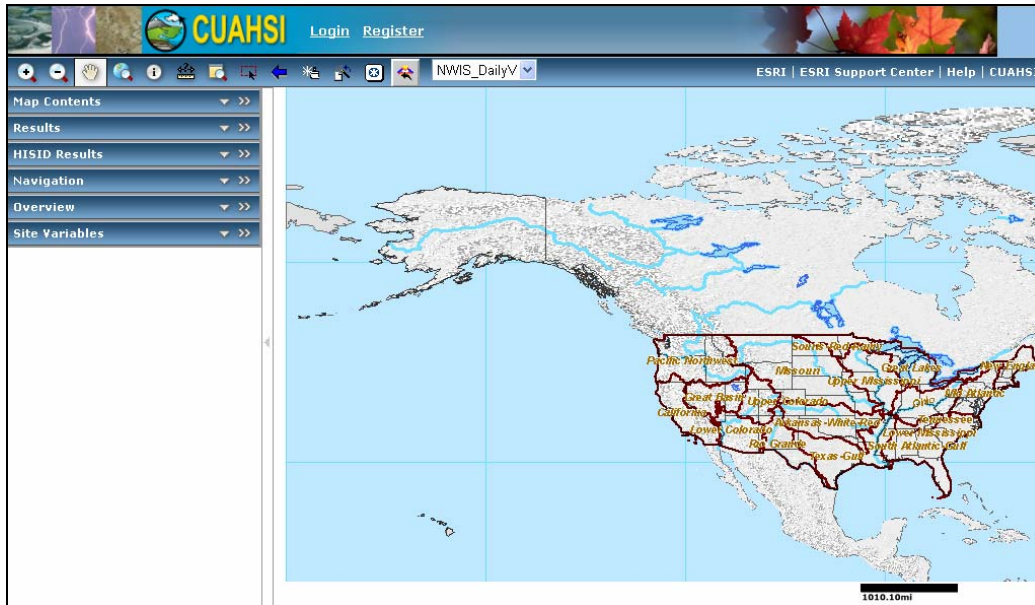 CUAHSI Login Register
NWIS_DailyV
ESRI | ESRI Support Center | Help | CUAHSI
Map Contents
Results
HISID Results
Navigation
Overview
Site Variables
Souris-Red-Rainy
Pacific Northwest
Missouri
Great Lakes
New Engla
Upper Mississippi
Mid Atlantic
Great Basin
Upper Colorado
Ohio
California
Lower Colorado
Arkansas-White-Red
Tennessee
Lower Mississippi
Rio Grande
Texas-Gulf
South Atlantic-Gulf
1010.10mi